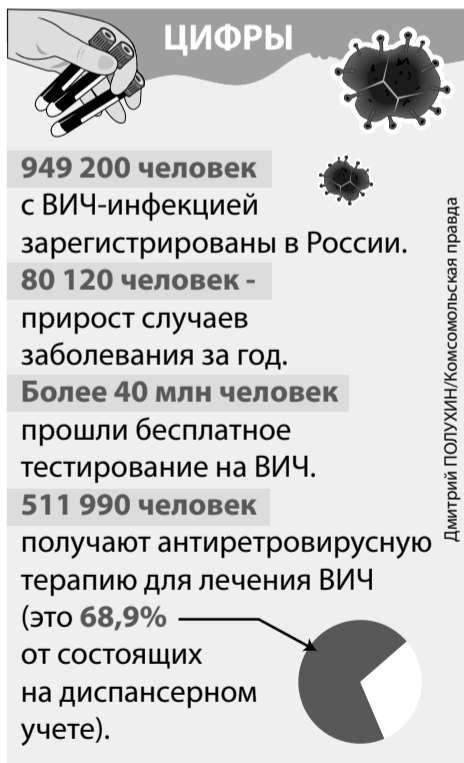 ЦИФРЫ
949 200 человек
с ВИЧ-инфекцией
зарегистрированы в России.
80 120 человек -
прирост случаев
заболевания за год.
Более 40 млн человек
прошли бесплатное
тестирование на ВИЧ.
511 990 человек
получают антиретровирусную
терапию для лечения ВИЧ
(это 68,9%
от состоящих
на диспансерном
учете).
Дмитрий ПОЛУХИН/Комсомольская правда